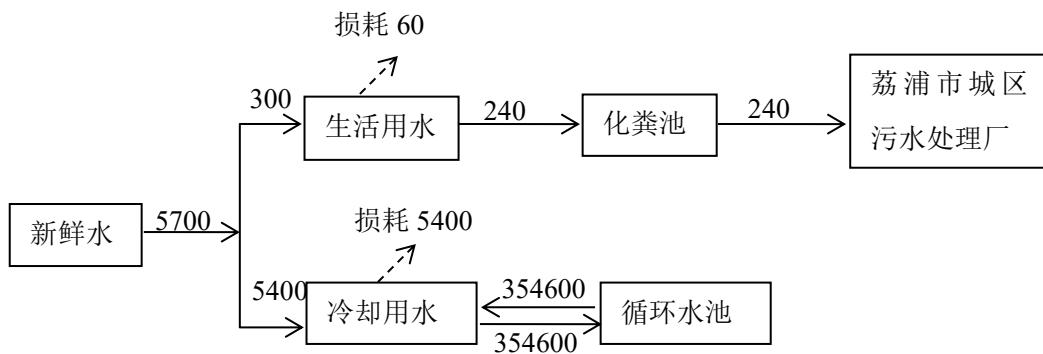 损耗 60
300
生活用水
240
化粪池
240
荔浦市城区
污水处理厂
新鲜水
5700
损耗 5400
5400
冷却用水
354600
354600
循环水池